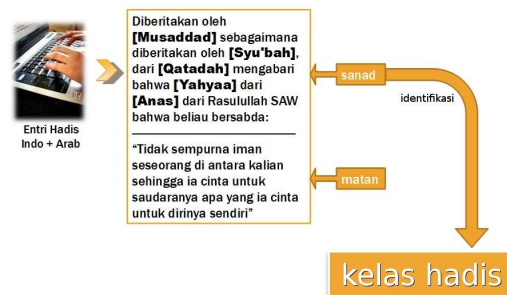 Diberitakan oleh
[Musaddad] sebagaimana
diberitakan oleh [Syu'bah],
dari [Qatadah] mengabari
bahwa [Yahyaa] dari
[Anas] dari Rasulullah SAW
bahwa beliau bersabda:
“Tidak sempurna iman
seseorang di antara kalian
sehingga ia cinta untuk
saudaranya apa yang ia cinta
untuk dirinya sendiri”
Entri Hadis
Indo + Arab
sanad
identifikasi
matan
kelas hadis